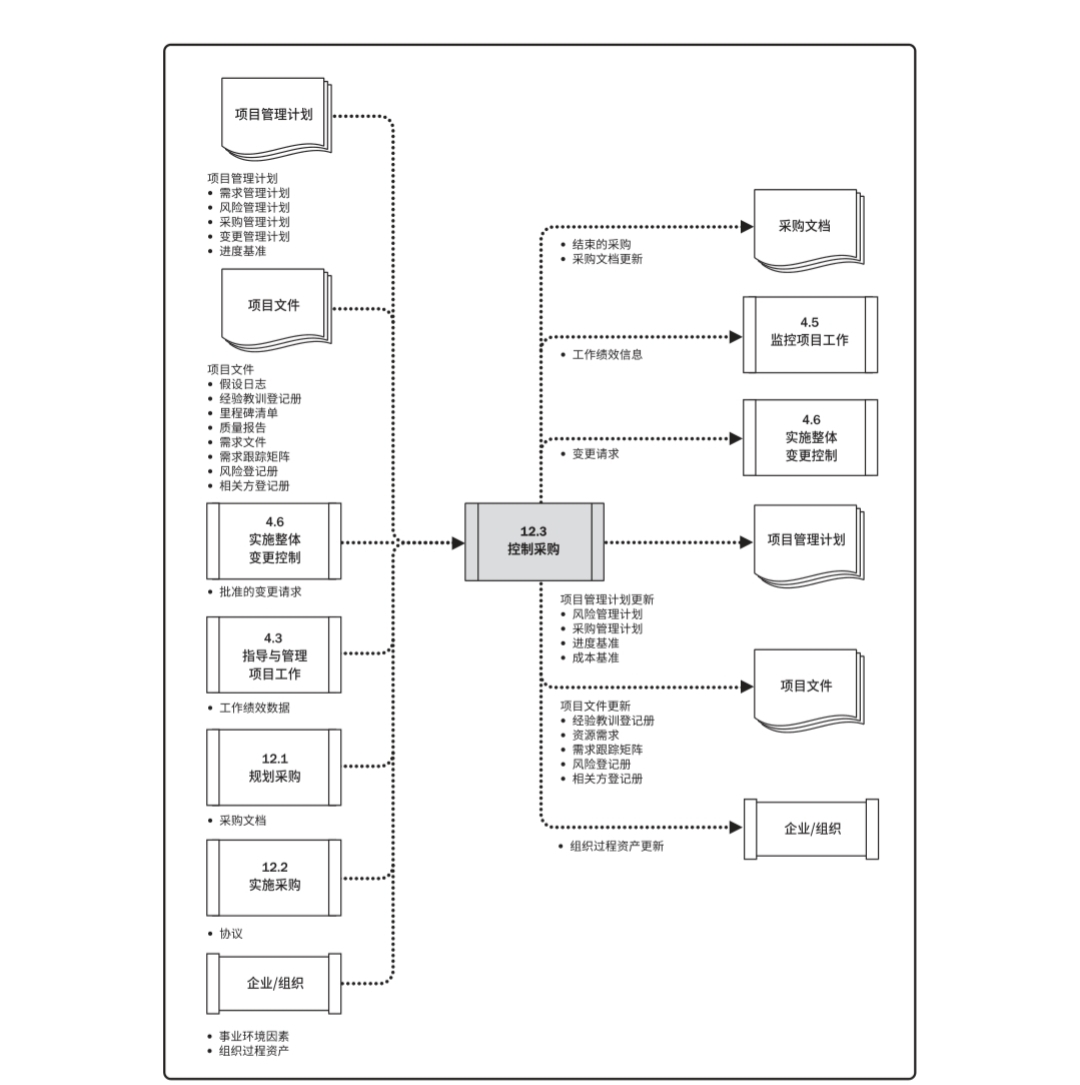 项目管理计划
项目管理计划
• 需求管理计划
• 风险管理计划
• 采购管理计划
• 变更管理计划
• 进度基准
项目文件
项目文件
• 假设日志
• 经验教训登记册
• 里程碑清单
• 质量报告
• 需求文件
• 需求跟踪矩阵
• 风险登记册
• 相关方登记册
4.6
实施整体
变更控制
• 批准的变更请求
4.3
指导与管理
项目工作
• 工作绩效数据
12.1
规划采购
• 采购文档
12.2
实施采购
• 协议
企业/组织
• 事业环境因素
• 组织过程资产
12.3
控制采购
采购文档
• 结束的采购
• 采购文档更新
4.5
监控项目工作
• 工作绩效信息
4.6
实施整体
变更控制
• 变更请求
项目管理计划
项目管理计划更新
• 风险管理计划
• 采购管理计划
• 进度基准
• 成本基准
项目文件
项目文件更新
• 经验教训登记册
• 资源需求
• 需求跟踪矩阵
• 风险登记册
• 相关方登记册
企业/组织
• 组织过程资产更新